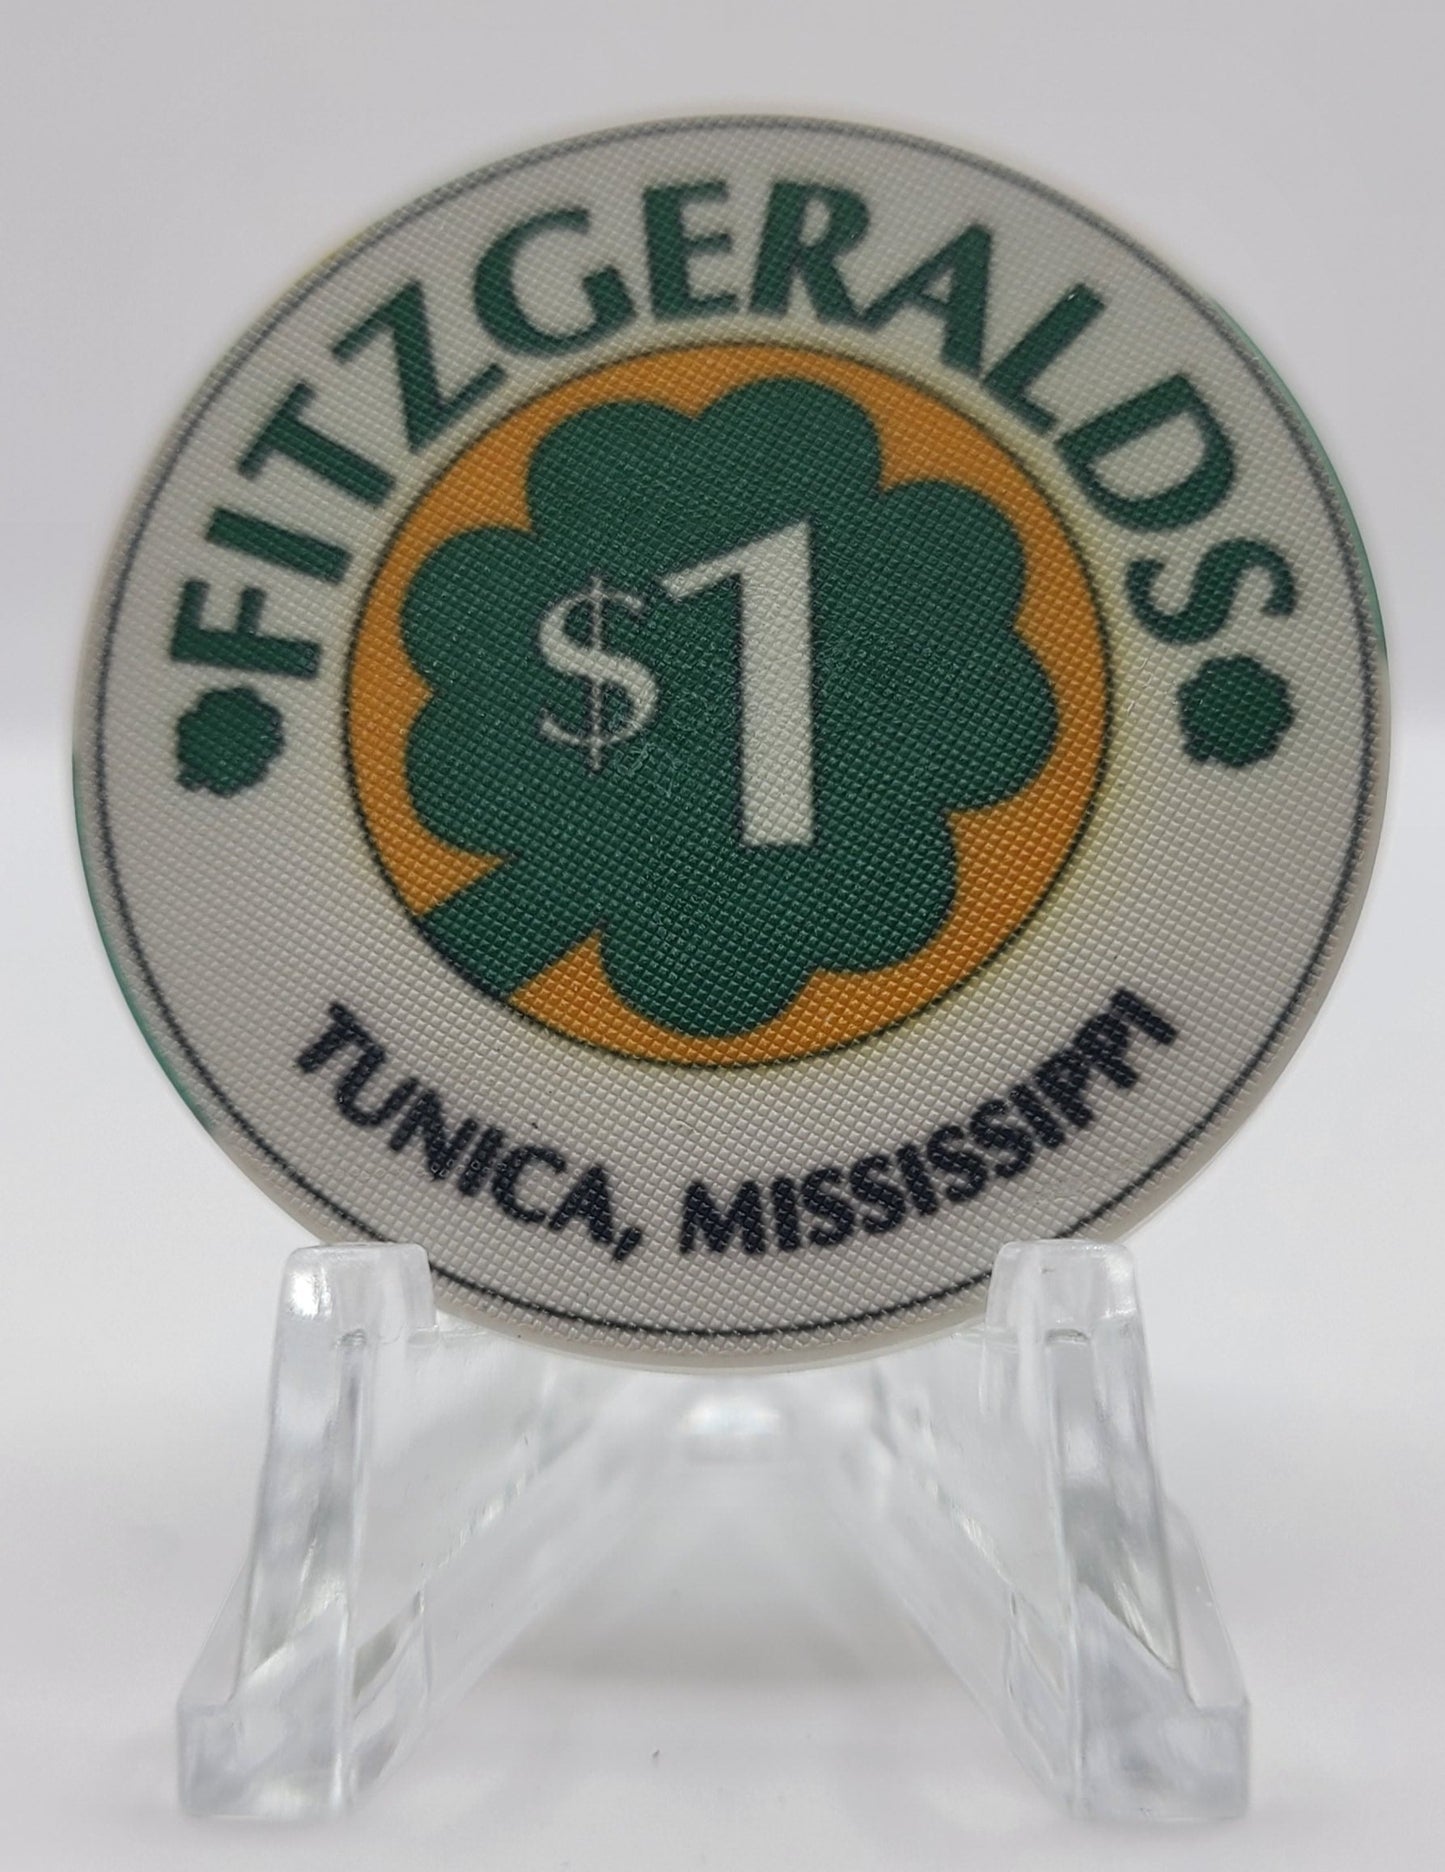 FITZGERALDS
$1
TUNICA, MISSISSIPPI